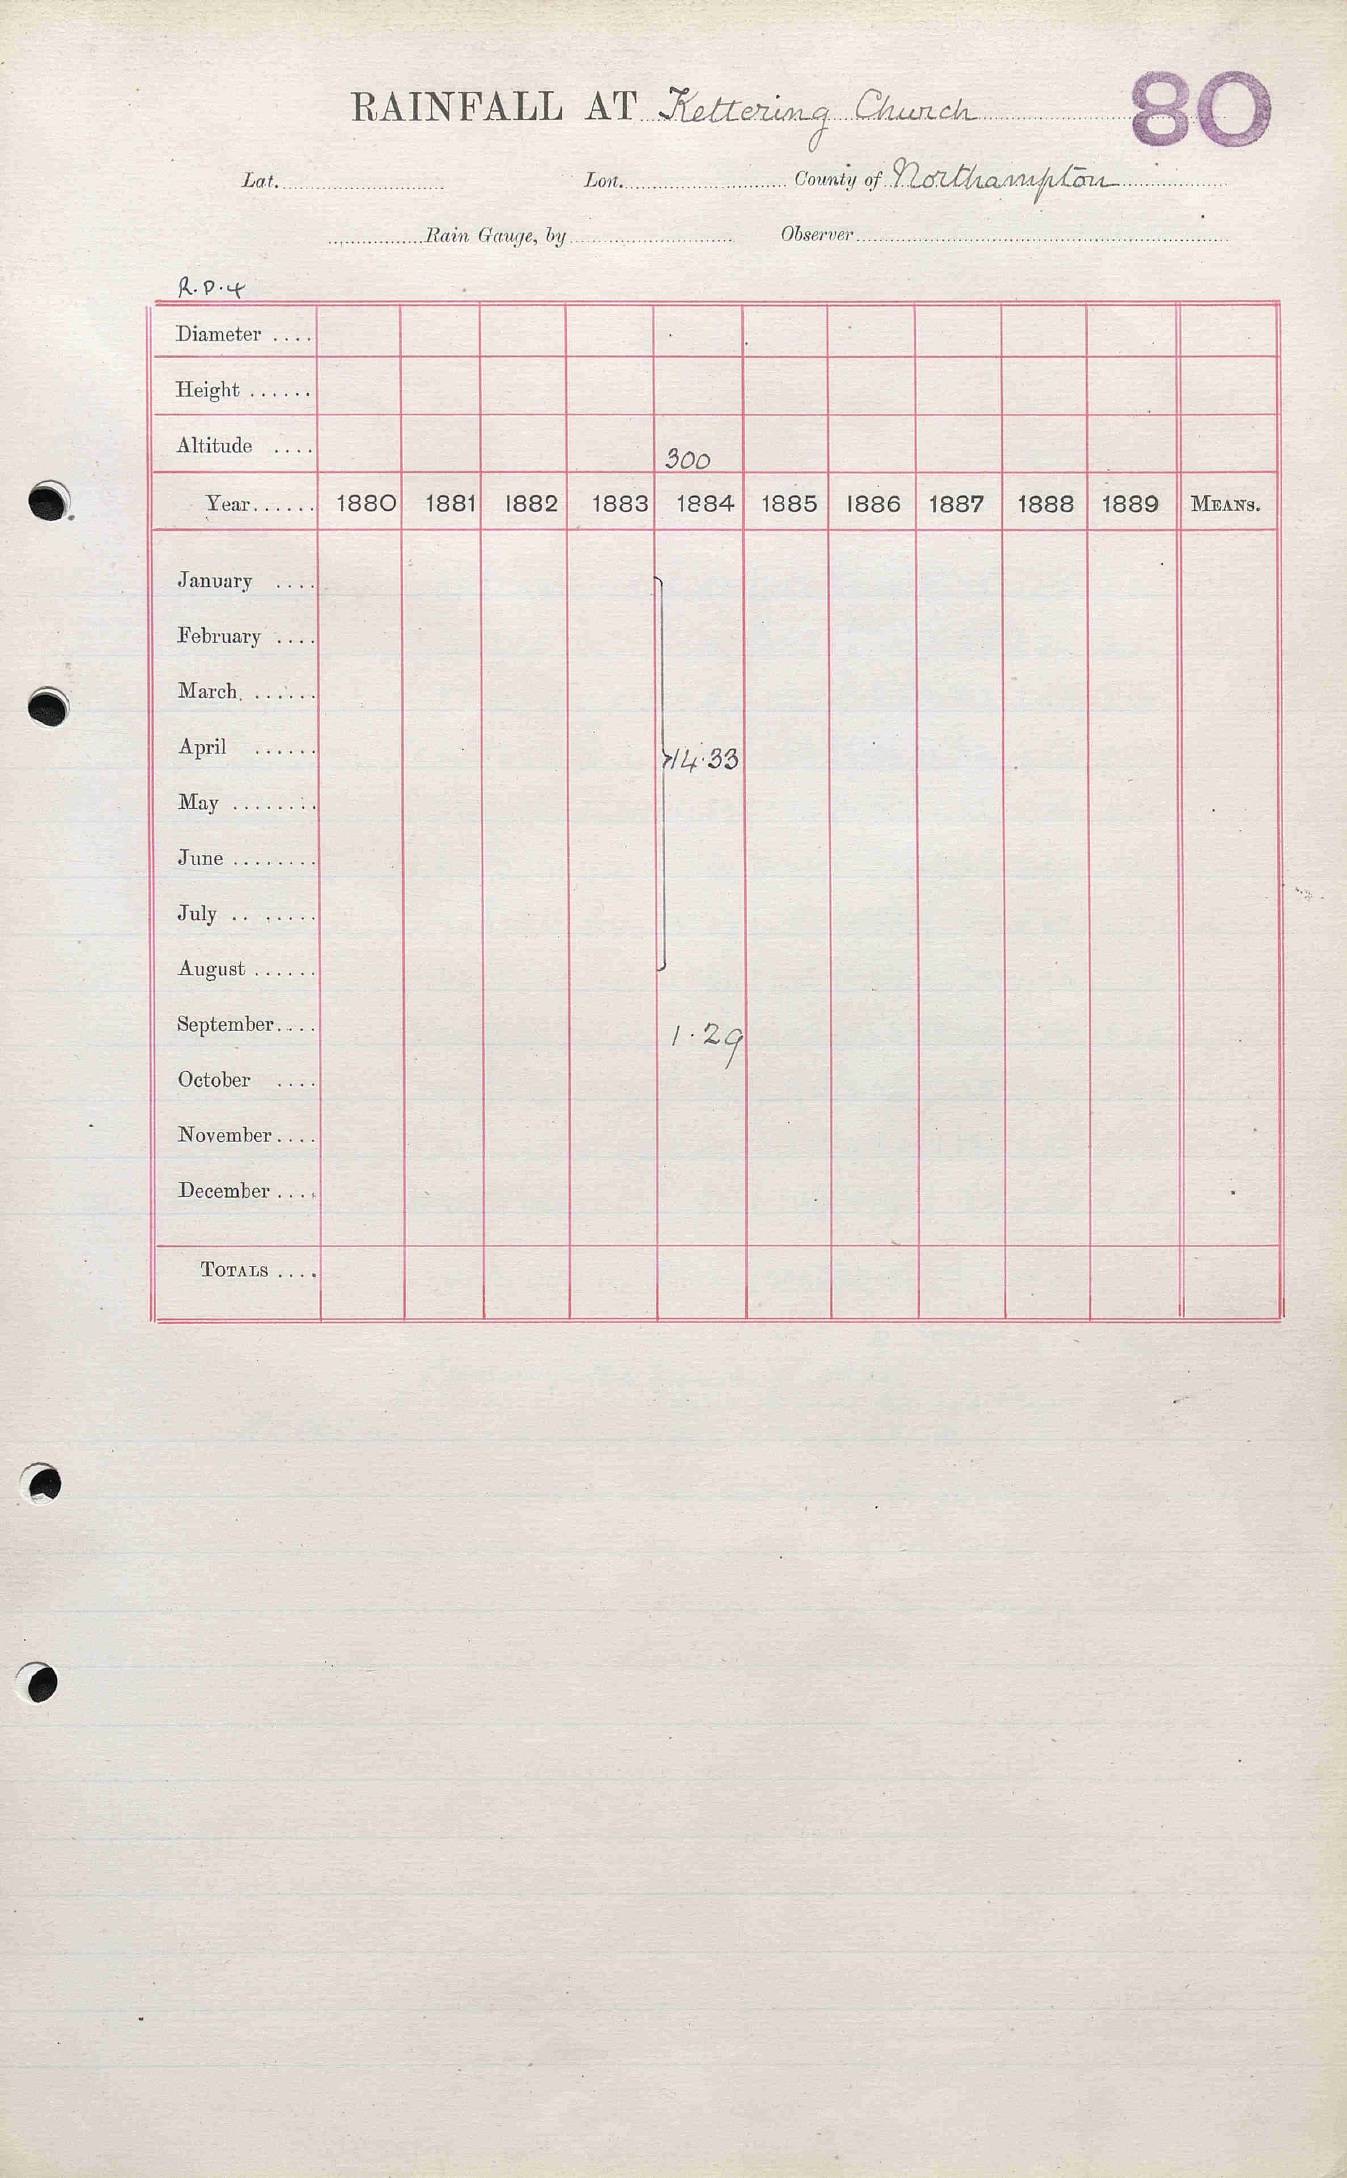 RAINFALL AT Kettering Church 80
Lat. Lon. County of Northampton
Rain Gauge, by Observer
R.D.4
Diameter ....
Height ......
Altitude .... 300
Year...... 1880 1881 1882 1883 1884 1885 1886 1887 1888 1889 MEANS.
January ....
February ....
March. ......
April ...... 14.33
May ........
June ........
July .. .....
August ......
September.... 1.29
October ....
November....
December ....
TOTALS ....